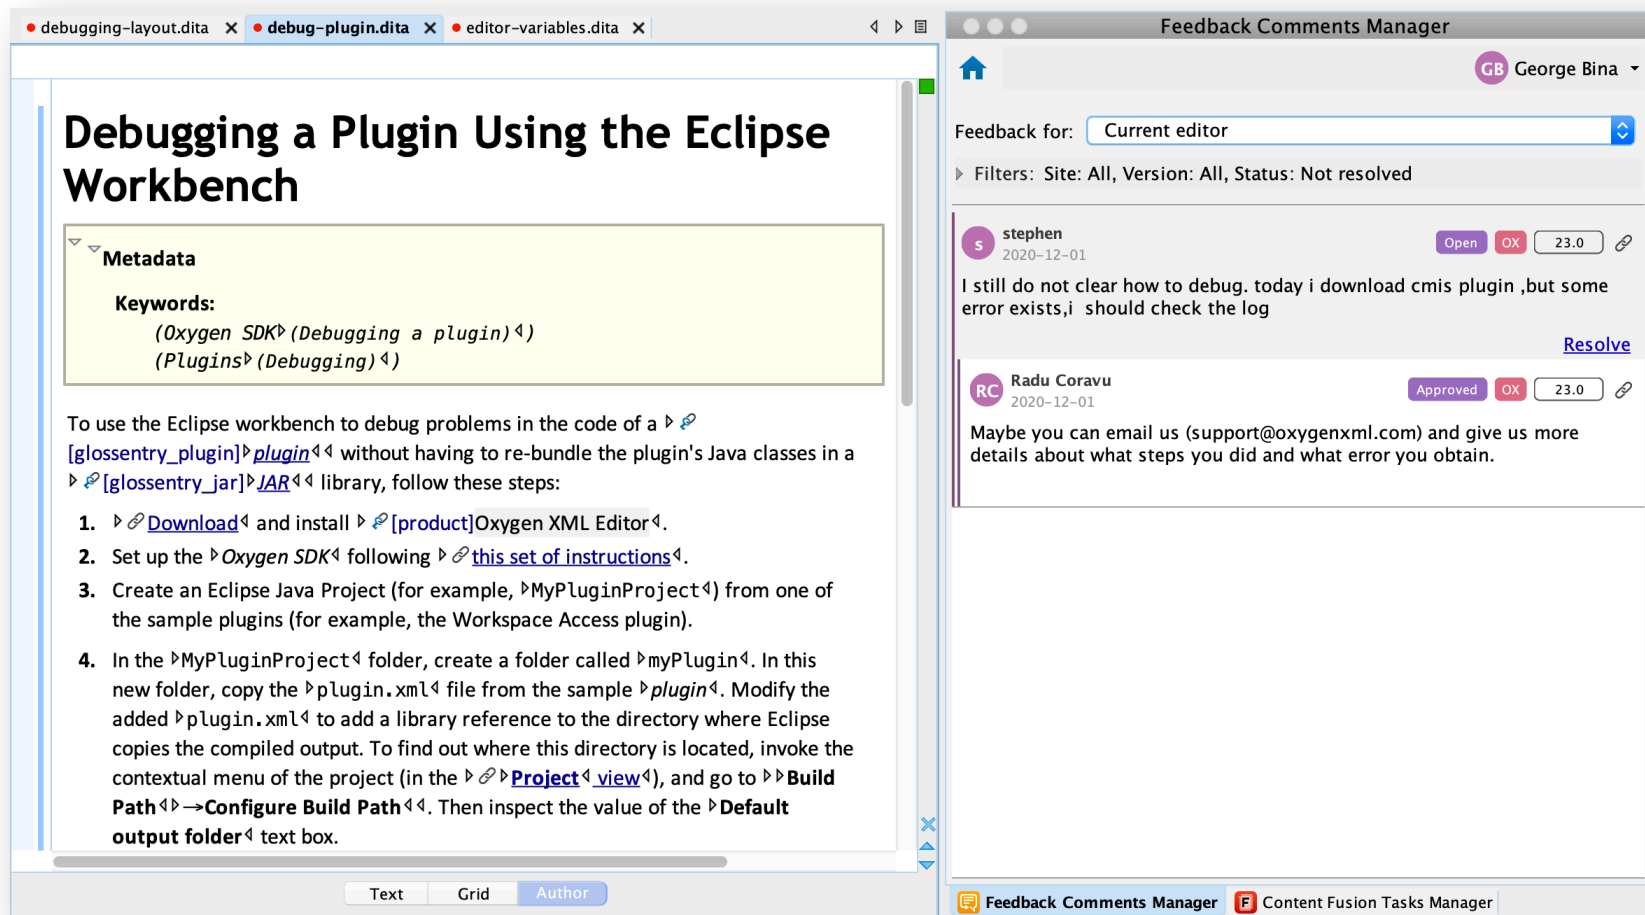 debugging-layout.dita
debug-plugin.dita
editor-variables.dita
Debugging a Plugin Using the Eclipse
Workbench
Metadata
Keywords:
(Oxygen SDK (Debugging a plugin) )
(Plugins (Debugging) )
To use the Eclipse workbench to debug problems in the code of a
[glossentry_plugin] plugin without having to re-bundle the plugin's Java classes in a
[glossentry_jar] JAR library, follow these steps:
1. Download and install [product]Oxygen XML Editor .
2. Set up the Oxygen SDK following this set of instructions .
3. Create an Eclipse Java Project (for example, MyPluginProject ) from one of
the sample plugins (for example, the Workspace Access plugin).
4. In the MyPluginProject folder, create a folder called myPlugin . In this
new folder, copy the plugin.xml file from the sample plugin . Modify the
added plugin.xml to add a library reference to the directory where Eclipse
copies the compiled output. To find out where this directory is located, invoke the
contextual menu of the project (in the Project view ), and go to Build
Path →Configure Build Path . Then inspect the value of the Default
output folder text box.
Text Grid Author
Feedback Comments Manager
GB George Bina
Feedback for: Current editor
Filters: Site: All, Version: All, Status: Not resolved
s stephen
2020-12-01
Open OX 23.0
I still do not clear how to debug. today i download cmis plugin ,but some
error exists,i  should check the log
Resolve
RC Radu Coravu
2020-12-01
Approved OX 23.0
Maybe you can email us (support@oxygenxml.com) and give us more
details about what steps you did and what error you obtain.
Feedback Comments Manager
F Content Fusion Tasks Manager